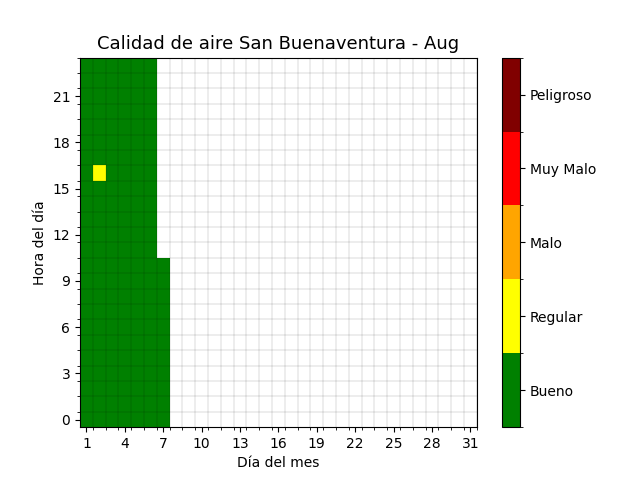 Calidad de aire San Buenaventura - Aug
Hora del día
21
18
15
12
9
6
3
0
1 4 7 10 13 16 19 22 25 28 31
Día del mes
Peligroso
Muy Malo
Malo
Regular
Bueno